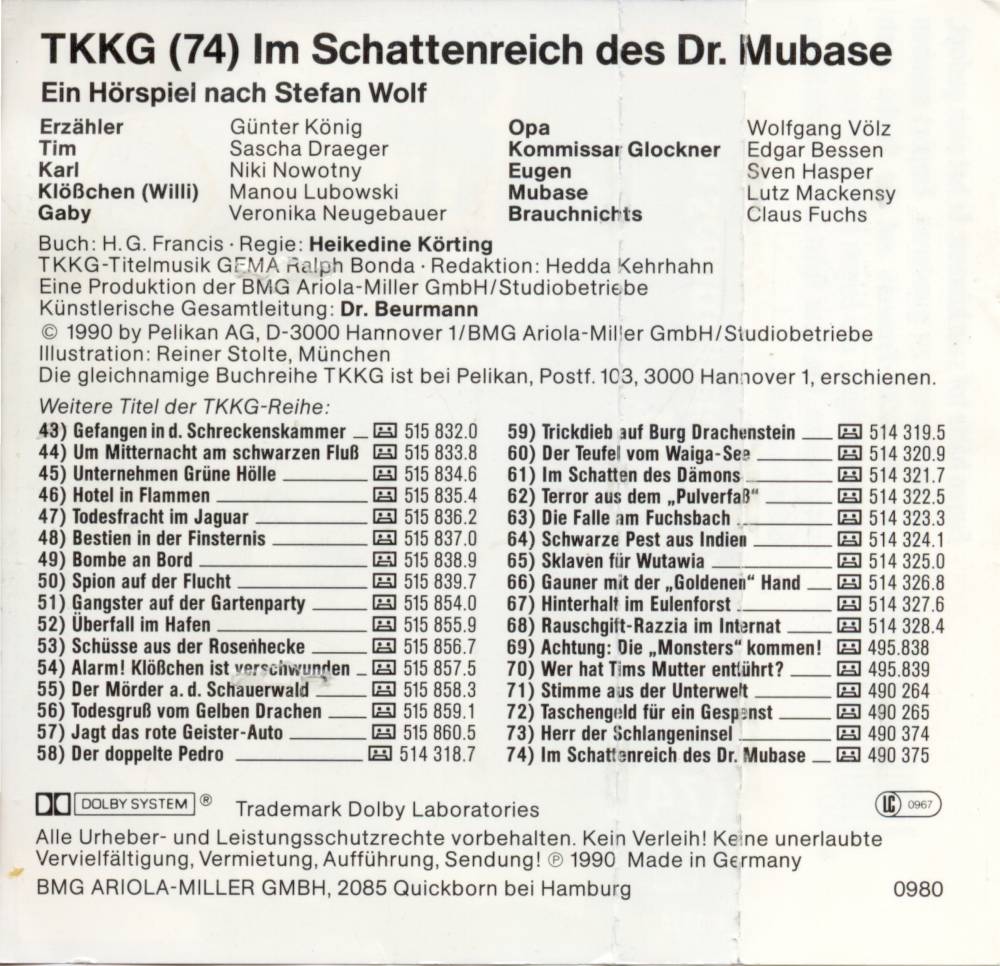 TKKG (74) Im Schattenreich des Dr. Mubase
Ein Hörspiel nach Stefan Wolf
Erzähler Günter König
Tim Sascha Draeger
Karl Niki Nowotny
Klößchen (Willi) Manou Lubowski
Gaby Veronika Neugebauer
Opa Wolfgang Völz
Kommissar Glockner Edgar Bessen
Eugen Sven Hasper
Mubase Lutz Mackensy
Brauchnichts Claus Fuchs
Buch: H. G. Francis · Regie: Heikedine Körting
TKKG-Titelmusik GEMA Ralph Bonda · Redaktion: Hedda Kehrhahn
Eine Produktion der BMG Ariola-Miller GmbH/Studiobetriebe
Künstlerische Gesamtleitung: Dr. Beurmann
© 1990 by Pelikan AG, D-3000 Hannover 1/BMG Ariola-Miller GmbH/Studiobetriebe
Illustration: Reiner Stolte, München
Die gleichnamige Buchreihe TKKG ist bei Pelikan, Postf. 103, 3000 Hannover 1, erschienen.
Weitere Titel der TKKG-Reihe:
43) Gefangen in d. Schreckenskammer 515 832.0
44) Um Mitternacht am schwarzen Fluß 515 833.8
45) Unternehmen Grüne Hölle 515 834.6
46) Hotel in Flammen 515 835.4
47) Todesfracht im Jaguar 515 836.2
48) Bestien in der Finsternis 515 837.0
49) Bombe an Bord 515 838.9
50) Spion auf der Flucht 515 839.7
51) Gangster auf der Gartenparty 515 854.0
52) Überfall im Hafen 515 855.9
53) Schüsse aus der Rosenhecke 515 856.7
54) Alarm! Klößchen ist verschwunden 515 857.5
55) Der Mörder a. d. Schauerwald 515 858.3
56) Todesgruß vom Gelben Drachen 515 859.1
57) Jagt das rote Geister-Auto 515 860.5
58) Der doppelte Pedro 514 318.7
59) Trickdieb auf Burg Drachenstein 514 319.5
60) Der Teufel vom Waiga-See 514 320.9
61) Im Schatten des Dämons 514 321.7
62) Terror aus dem „Pulverfaß“ 514 322.5
63) Die Falle am Fuchsbach 514 323.3
64) Schwarze Pest aus Indien 514 324.1
65) Sklaven für Wutawia 514 325.0
66) Gauner mit der „Goldenen“ Hand 514 326.8
67) Hinterhalt im Eulenforst 514 327.6
68) Rauschgift-Razzia im Internat 514 328.4
69) Achtung: Die „Monsters“ kommen! 495.838
70) Wer hat Tims Mutter entführt? 495.839
71) Stimme aus der Unterwelt 490 264
72) Taschengeld für ein Gespenst 490 265
73) Herr der Schlangeninsel 490 374
74) Im Schattenreich des Dr. Mubase 490 375
DOLBY SYSTEM ® Trademark Dolby Laboratories
LC 0967
Alle Urheber- und Leistungsschutzrechte vorbehalten. Kein Verleih! Keine unerlaubte
Vervielfältigung, Vermietung, Aufführung, Sendung! ℗ 1990 Made in Germany
BMG ARIOLA-MILLER GMBH, 2085 Quickborn bei Hamburg 0980